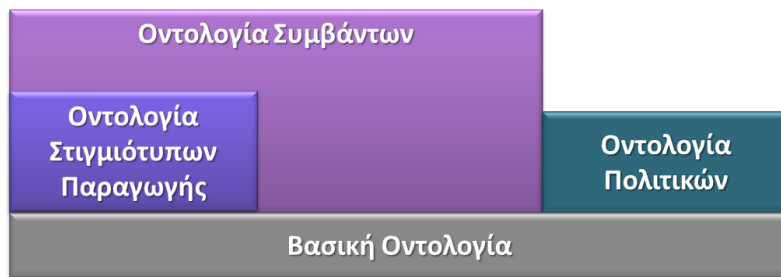 Οντολογία Συμβάντων
Οντολογία
Στιγμιότυπων
Παραγωγής
Οντολογία
Πολιτικών
Βασική Οντολογία